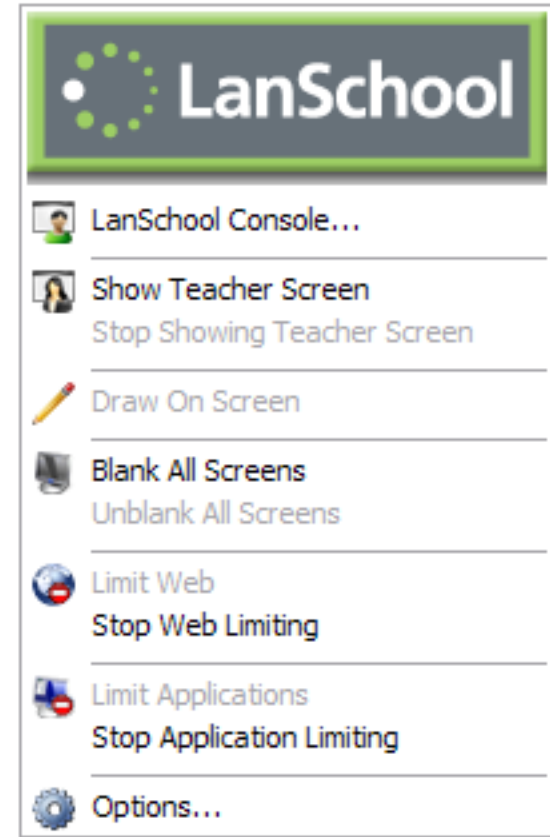 LanSchool
LanSchool Console...
Show Teacher Screen
Stop Showing Teacher Screen
Draw On Screen
Blank All Screens
Unblank All Screens
Limit Web
Stop Web Limiting
Limit Applications
Stop Application Limiting
Options...